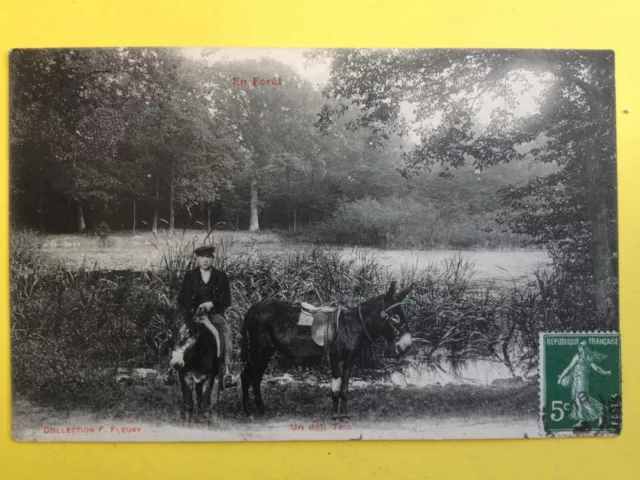 En Forêt
REPUBLIQUE FRANÇAISE
5c
COLLECTION F. FLEURY
Un Joli Trio